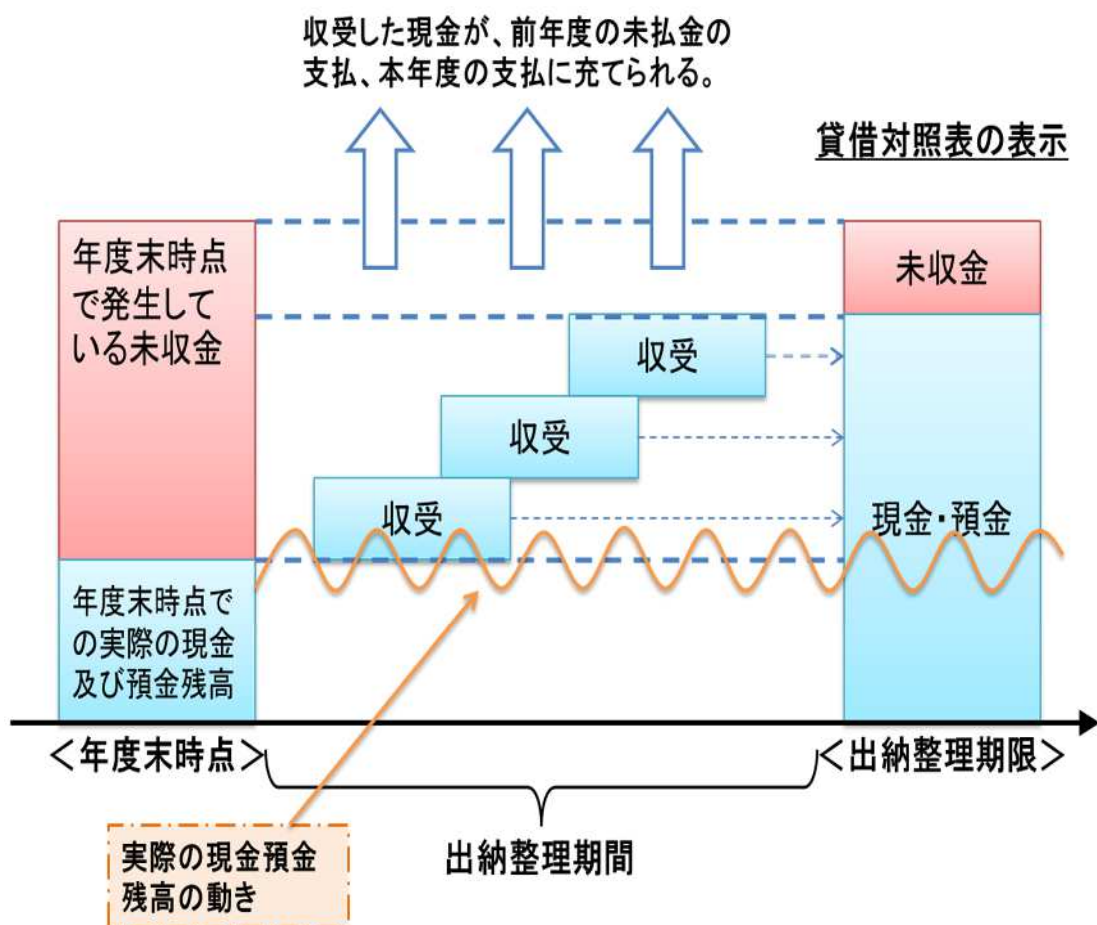 収受した現金が、前年度の未払金の
支払、本年度の支払に充てられる。
貸借対照表の表示
年度末時点
で発生して
いる未収金
未収金
収受
収受
収受
現金・預金
年度末時点で
の実際の現金
及び預金残高
＜年度末時点＞
＜出納整理期限＞
出納整理期間
実際の現金預金
残高の動き